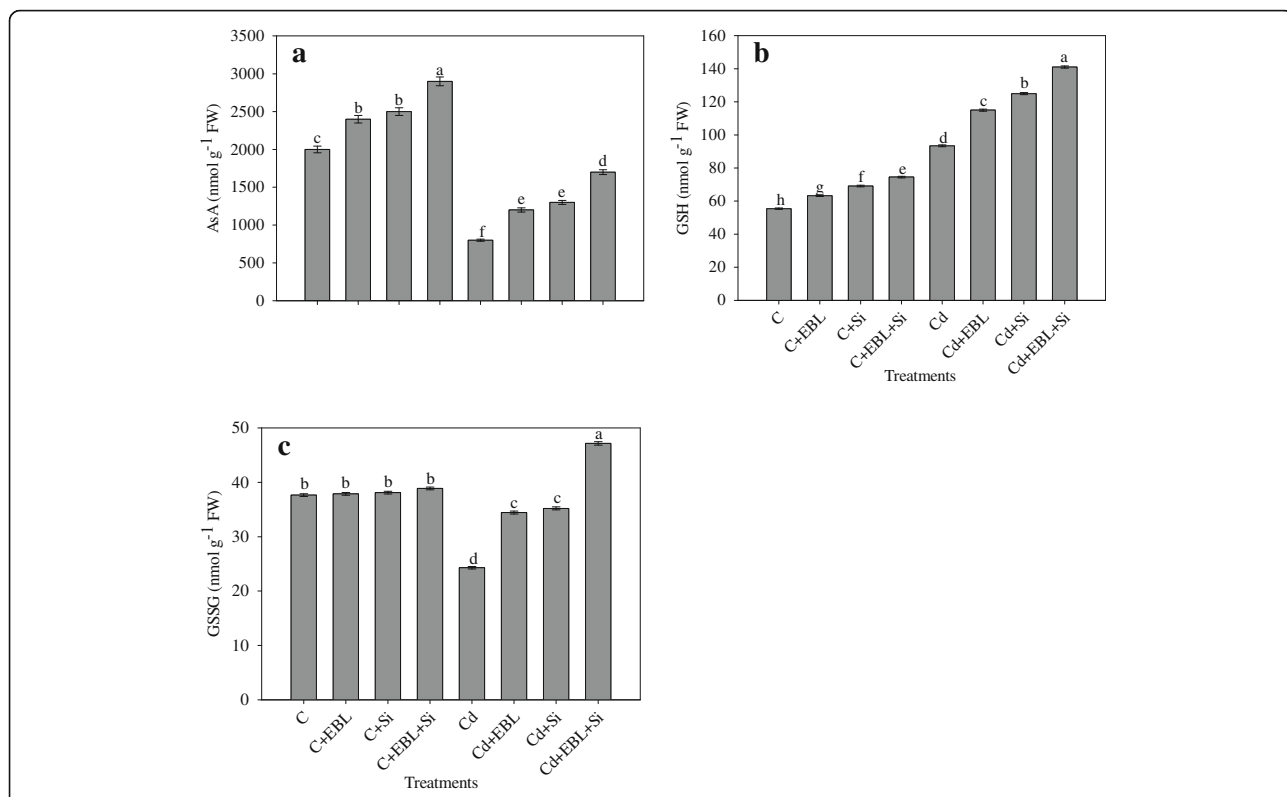 a
3500
3000
2500
2000
1500
1000
500
0
AsA (nmol g⁻¹ FW)
c
b
b
a
f
e
e
d
b
160
140
120
100
80
60
40
20
0
GSH (nmol g⁻¹ FW)
h
g
f
e
d
c
b
a
C
C+EBL
C+Si
C+EBL+Si
Cd
Cd+EBL
Cd+Si
Cd+EBL+Si
Treatments
c
50
40
30
20
10
0
GSSG (nmol g⁻¹ FW)
b
b
b
b
d
c
c
a
C
C+EBL
C+Si
C+EBL+Si
Cd
Cd+EBL
Cd+Si
Cd+EBL+Si
Treatments